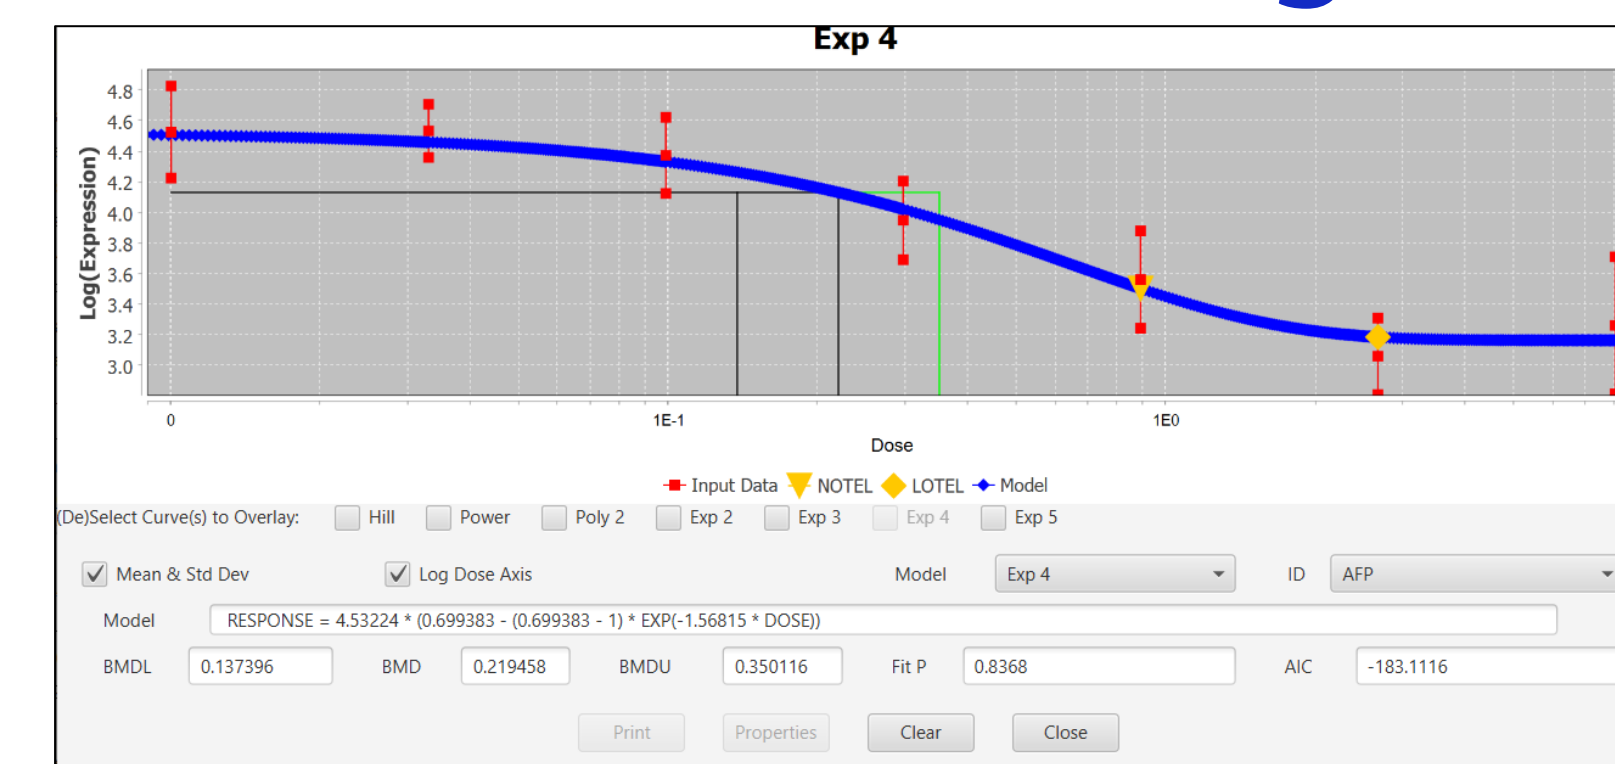 Exp 4
Log(Expression)
4.8
4.6
4.4
4.2
4.0
3.8
3.6
3.4
3.2
3.0
0 1E-1 1E0
Dose
Input Data NOTEL LOTEL Model
(De)Select Curve(s) to Overlay: Hill Power Poly 2 Exp 2 Exp 3 Exp 4 Exp 5
Mean & Std Dev Log Dose Axis Model Exp 4 ID AFP
Model RESPONSE = 4.53224 * (0.699383 - (0.699383 - 1) * EXP(-1.56815 * DOSE))
BMDL 0.137396 BMD 0.219458 BMDU 0.350116 Fit P 0.8368 AIC -183.1116
Print Properties Clear Close